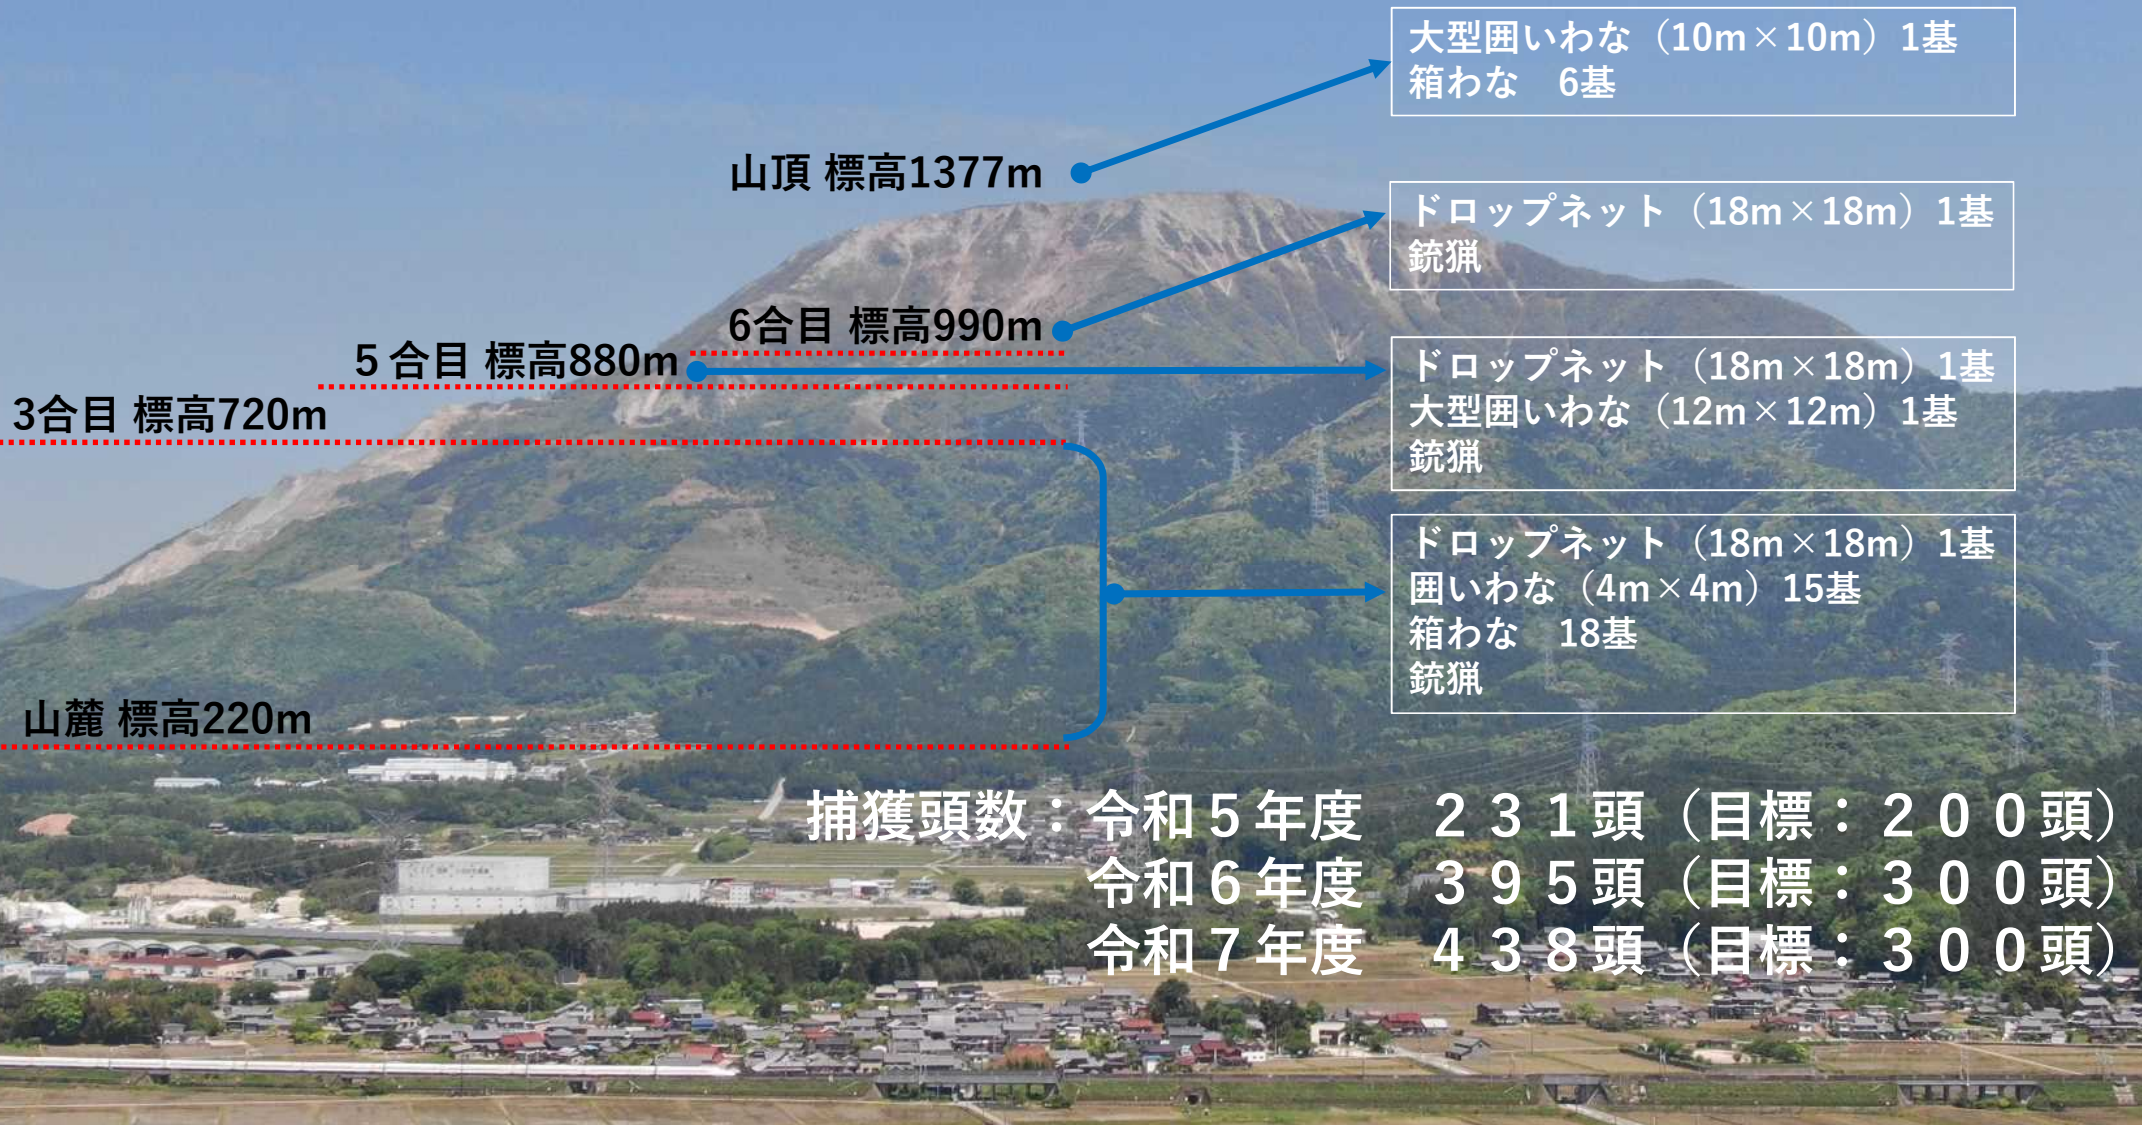 大型囲いわな（10m×10m）1基
箱わな　6基
山頂 標高1377m
ドロップネット（18m×18m）1基
銃猟
6合目 標高990m
５合目 標高880m
ドロップネット（18m×18m）1基
大型囲いわな（12m×12m）1基
銃猟
3合目 標高720m
ドロップネット（18m×18m）1基
囲いわな（4m×4m）15基
箱わな　18基
銃猟
山麓 標高220m
捕獲頭数：令和５年度　２３１頭（目標：２００頭）
令和６年度　３９５頭（目標：３００頭）
令和７年度　４３８頭（目標：３００頭）